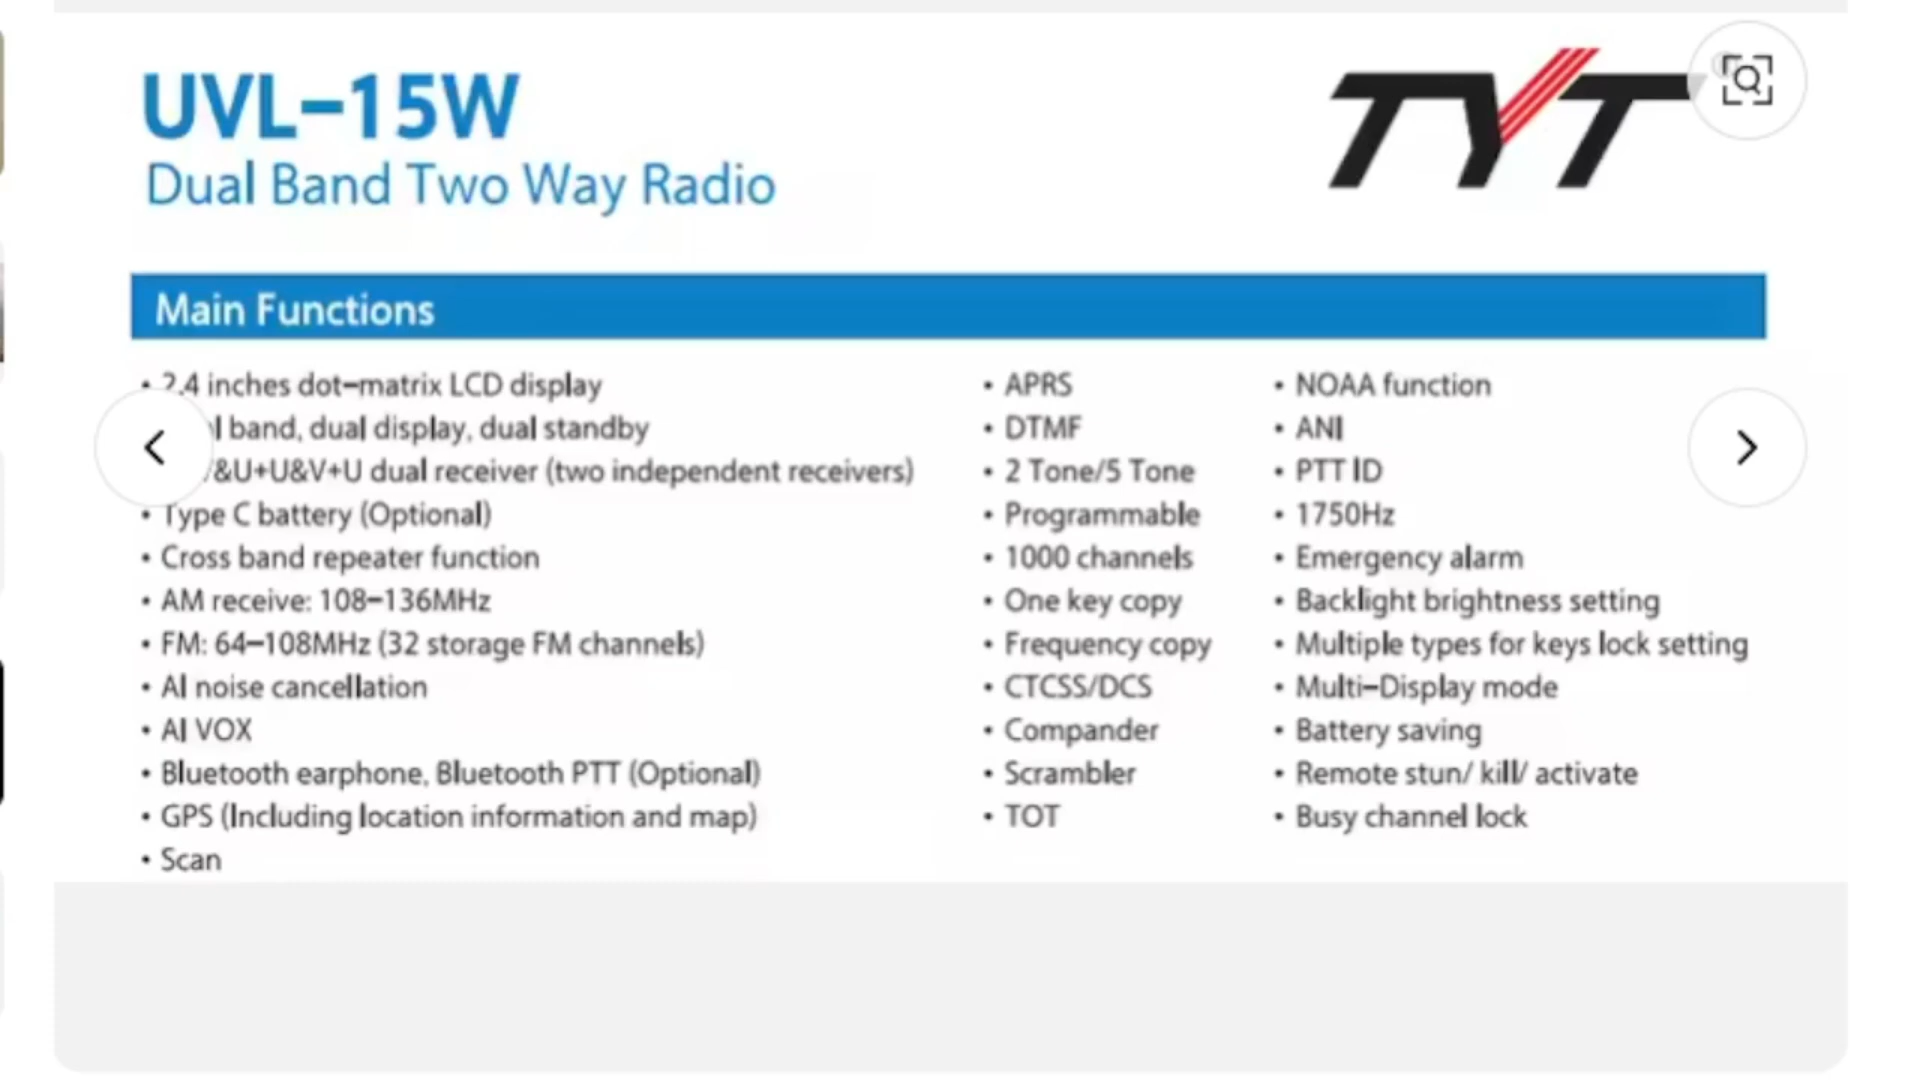 UVL-15W
TYT
Dual Band Two Way Radio
Main Functions
• 2.4 inches dot-matrix LCD display
band, dual display, dual standby
&U+U&V+U dual receiver (two independent receivers)
• Type C battery (Optional)
• Cross band repeater function
• AM receive: 108-136MHz
• FM: 64-108MHz (32 storage FM channels)
• AI noise cancellation
• AI VOX
• Bluetooth earphone, Bluetooth PTT (Optional)
• GPS (Including location information and map)
• Scan
• APRS
• DTMF
• 2 Tone/5 Tone
• Programmable
• 1000 channels
• One key copy
• Frequency copy
• CTCSS/DCS
• Compander
• Scrambler
• TOT
• NOAA function
• ANI
• PTT ID
• 1750Hz
• Emergency alarm
• Backlight brightness setting
• Multiple types for keys lock setting
• Multi-Display mode
• Battery saving
• Remote stun/ kill/ activate
• Busy channel lock